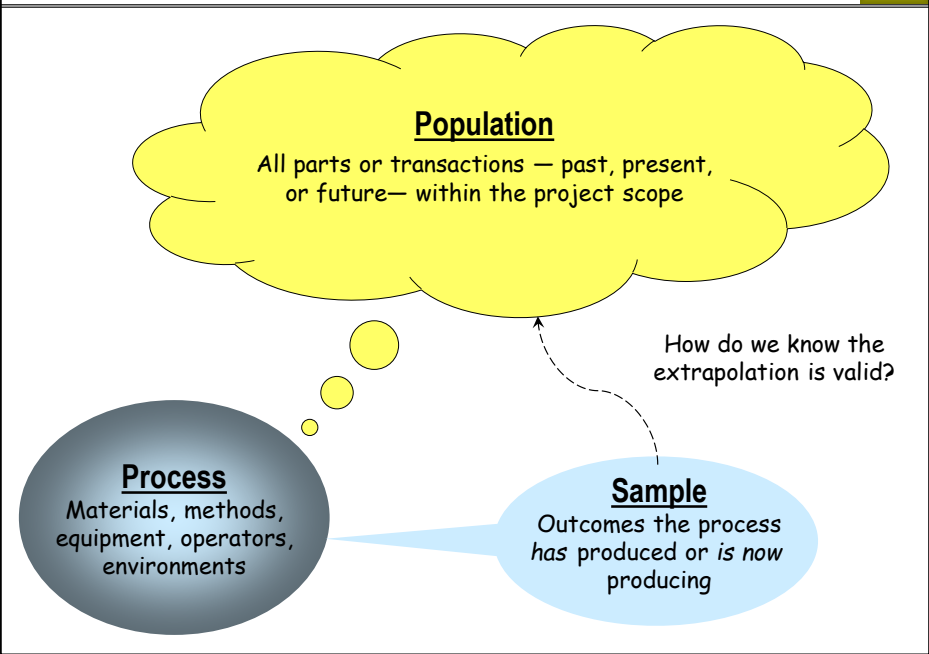 Population
All parts or transactions — past, present,
or future— within the project scope
How do we know the
extrapolation is valid?
Process
Materials, methods,
equipment, operators,
environments
Sample
Outcomes the process
has produced or is now
producing